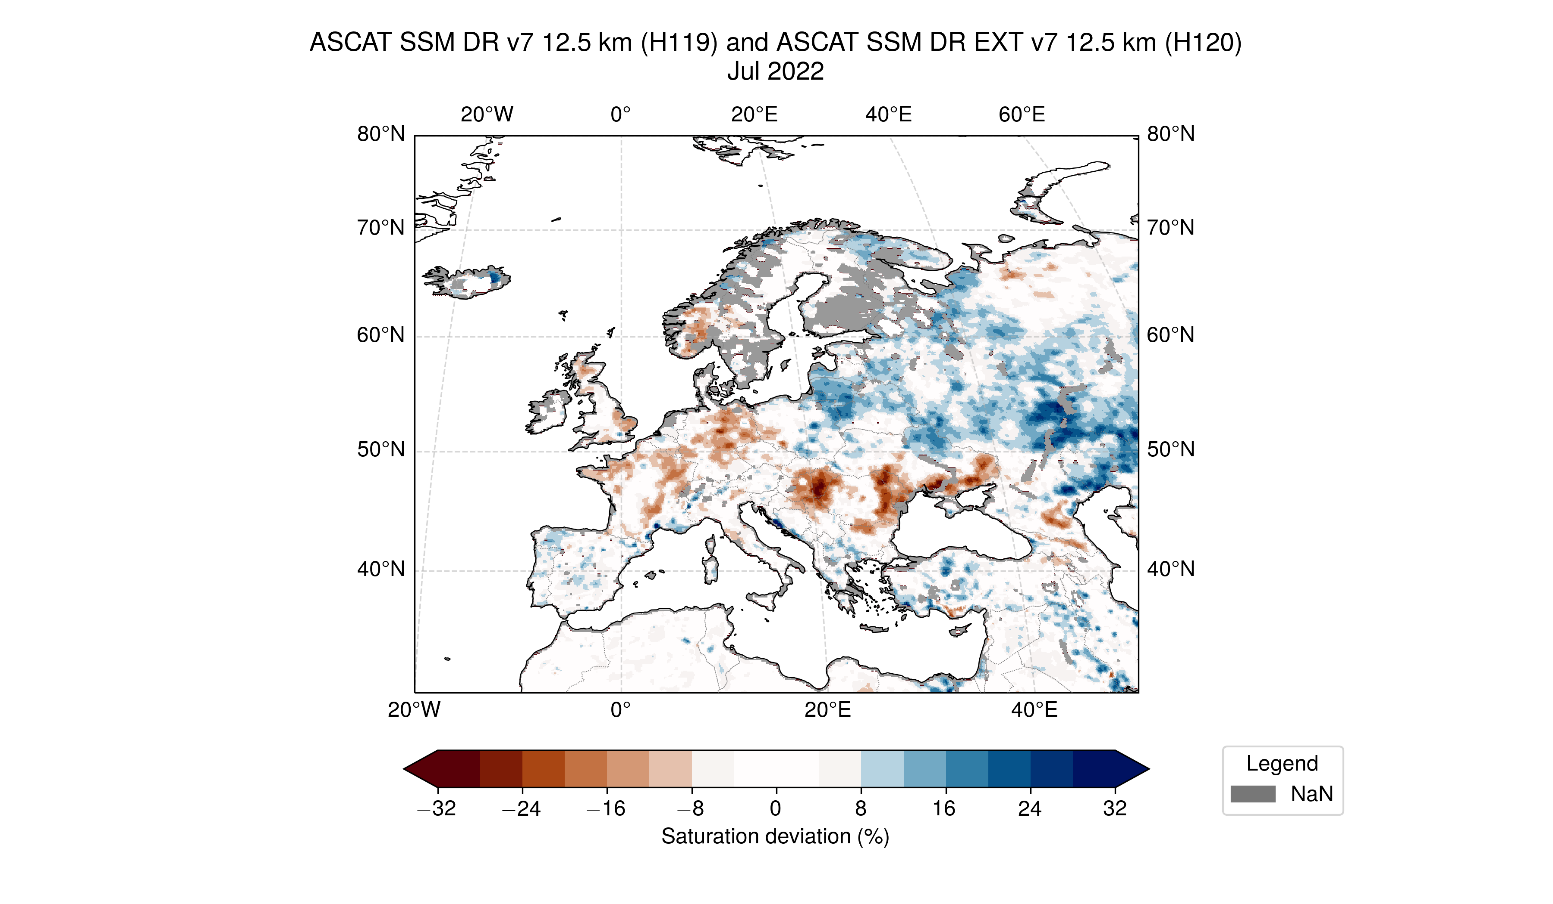 ASCAT SSM DR v7 12.5 km (H119) and ASCAT SSM DR EXT v7 12.5 km (H120)
Jul 2022
20°W 0° 20°E 40°E 60°E
80°N 80°N
70°N 70°N
60°N 60°N
50°N 50°N
40°N 40°N
20°W 0° 20°E 40°E
−32 −24 −16 −8 0 8 16 24 32
Saturation deviation (%)
Legend
NaN